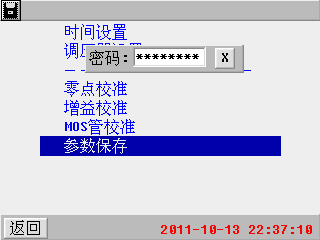 时间设置
密码: ******** X
零点校准
增益校准
MOS管校准
参数保存
返回 2011-10-13 22:37:10